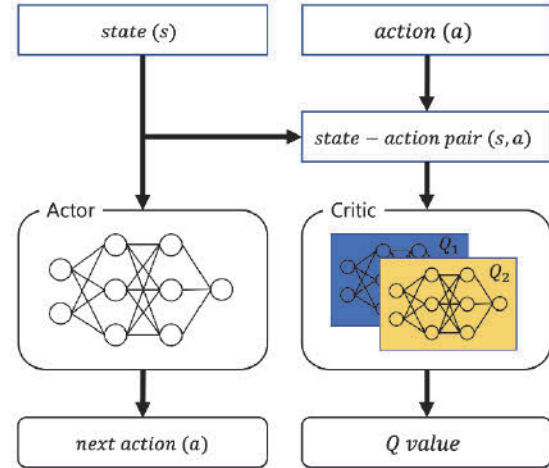 state (s)
action (a)
state − action pair (s, a)
Actor
Critic
Q₁
Q₂
next action (a)
Q value